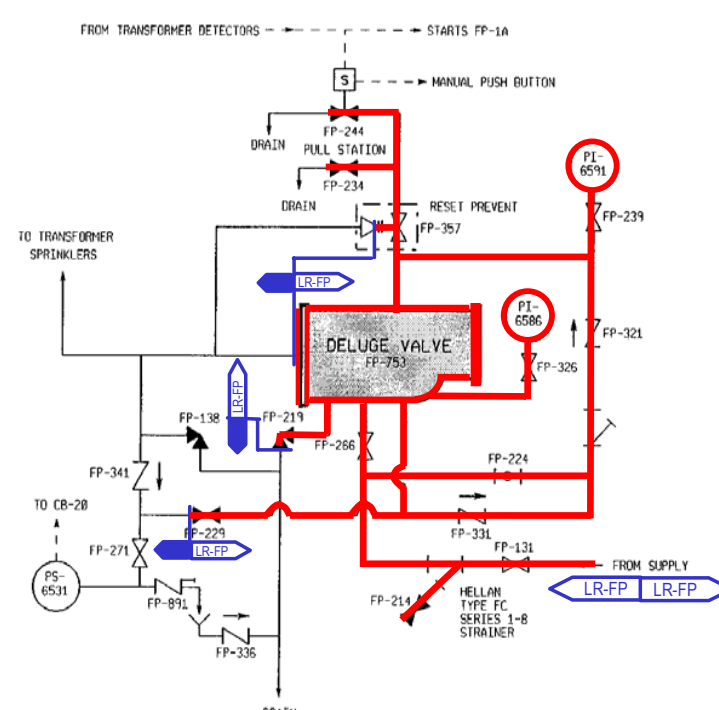 FROM TRANSFORMER DETECTORS
STARTS FP-1A
S
MANUAL PUSH BUTTON
DRAIN
FP-244
PULL STATION
PI-
6591
FP-234
DRAIN
RESET PREVENT
FP-239
FP-357
TO TRANSFORMER
SPRINKLERS
LR-FP
PI-
6586
DELUGE VALVE
FP-753
FP-321
FP-326
LR-FP
FP-138
FP-219
FP-266
FP-341
FP-224
TO CB-20
FP-229
FP-331
FP-271
LR-FP
FP-131
FROM SUPPLY
PS-
6531
FP-891
FP-214
HELLAN
TYPE FC
SERIES 1-8
STRAINER
LR-FP
LR-FP
FP-336